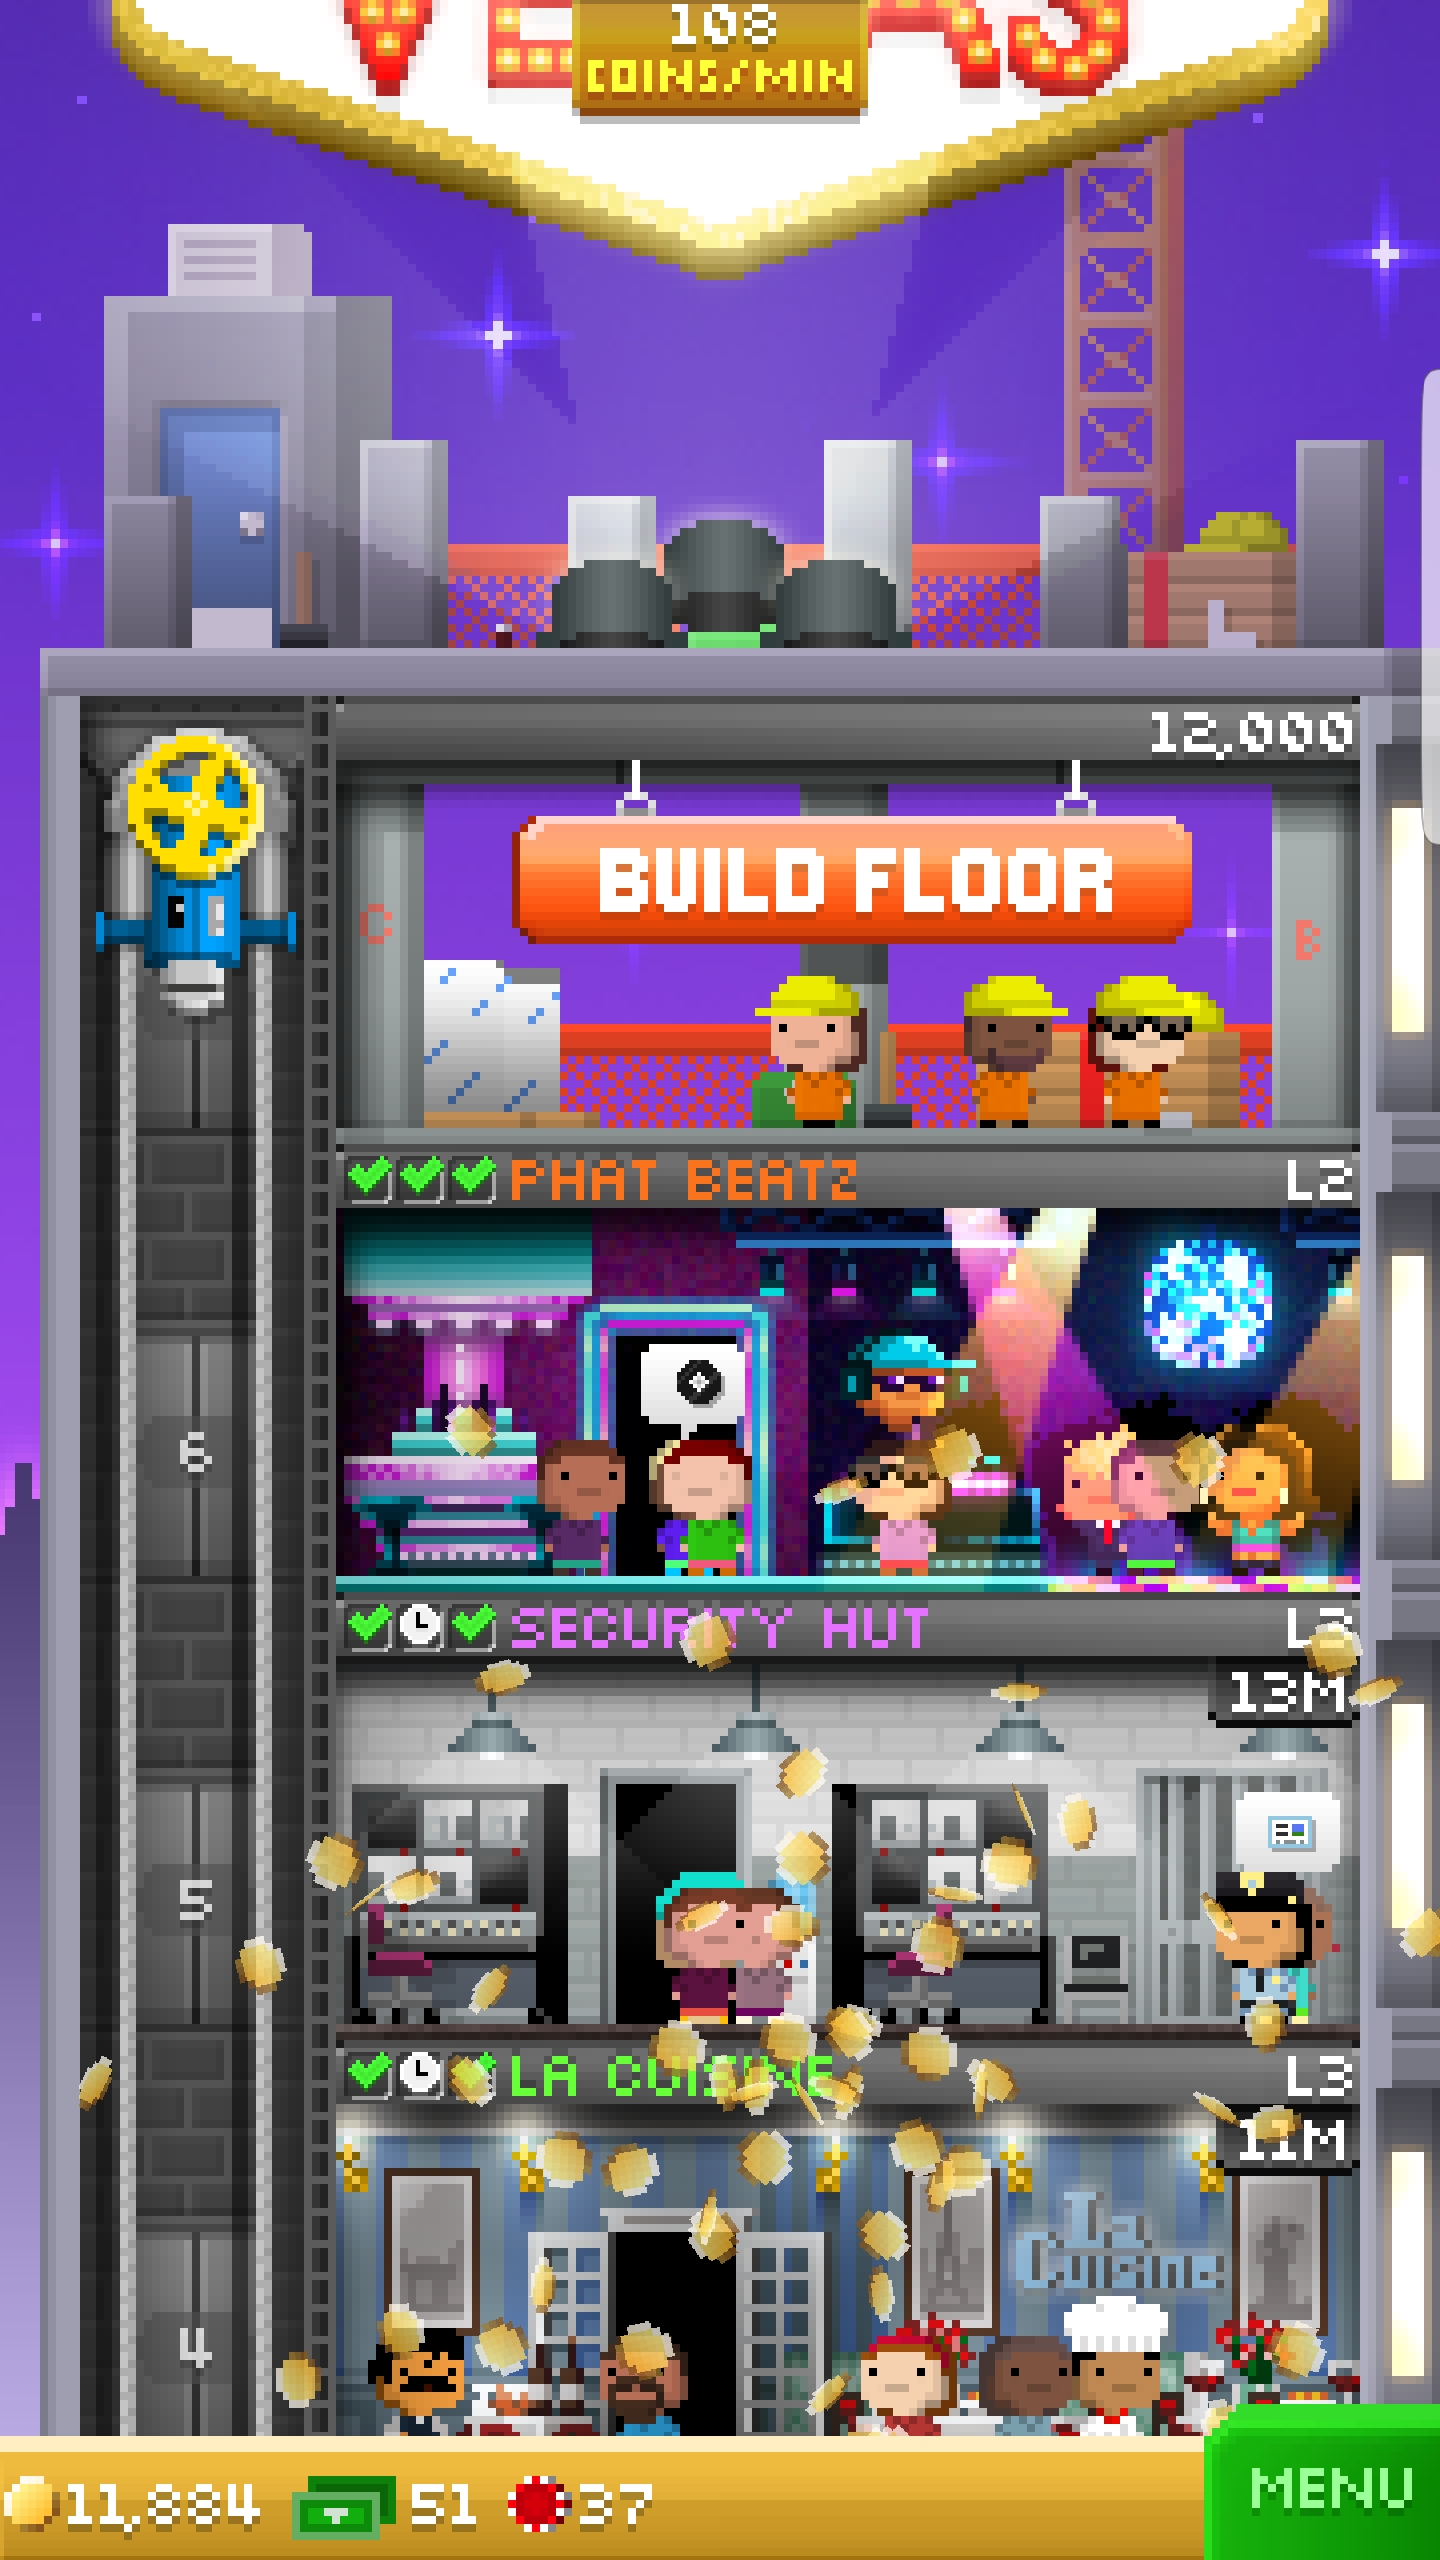 VEGAS
108
COINS/MIN
12,000
C
BUILD FLOOR
B
PHAT BEATZ
L2
6
SECURITY HUT
L3
13M
5
LA CUISINE
L3
11M
La
Cuisine
4
11,884 51 37
MENU